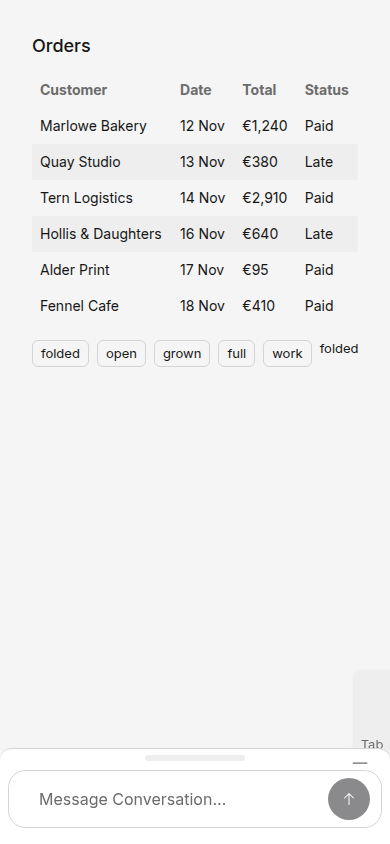 Orders
Customer Date Total Status
Marlowe Bakery 12 Nov €1,240 Paid
Quay Studio 13 Nov €380 Late
Tern Logistics 14 Nov €2,910 Paid
Hollis & Daughters 16 Nov €640 Late
Alder Print 17 Nov €95 Paid
Fennel Cafe 18 Nov €410 Paid
folded open grown full work folded
Tab
Message Conversation...